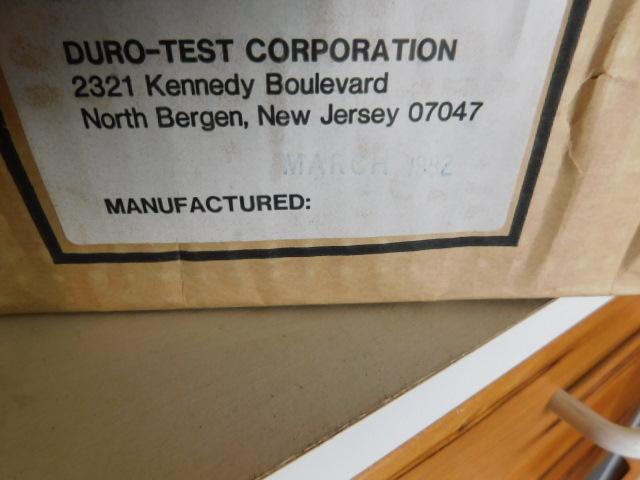 DURO-TEST CORPORATION
2321 Kennedy Boulevard
North Bergen, New Jersey 07047
MARCH
MANUFACTURED: